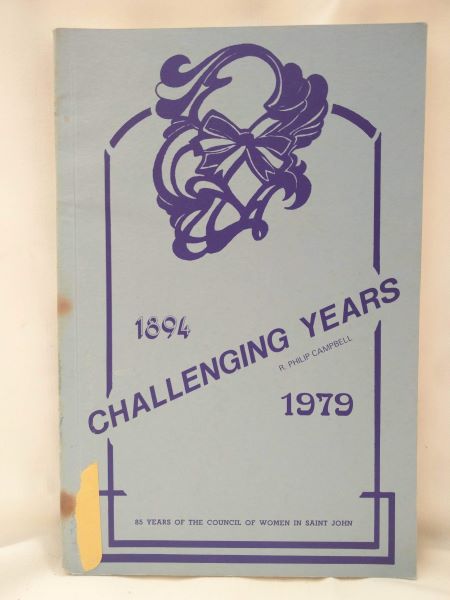 1894
CHALLENGING YEARS
R. PHILIP CAMPBELL
1979
85 YEARS OF THE COUNCIL OF WOMEN IN SAINT JOHN